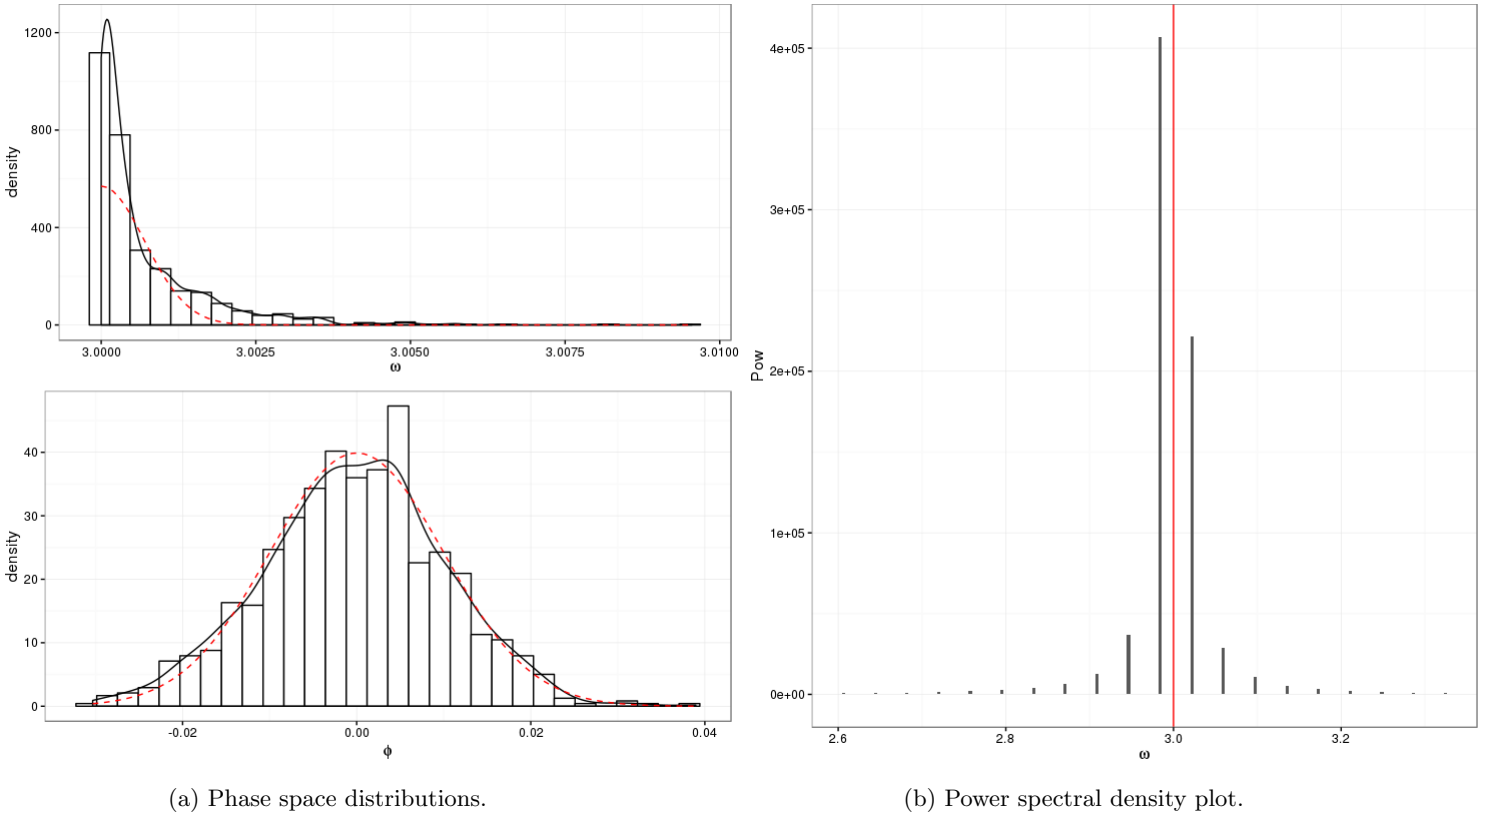 1200
800
400
0
density
3.0000 3.0025 3.0050 3.0075 3.0100
ω
40
30
20
10
0
density
-0.02 0.00 0.02 0.04
ϕ
(a) Phase space distributions.
4e+05
3e+05
2e+05
1e+05
0e+00
Pow
2.6 2.8 3.0 3.2
ω
(b) Power spectral density plot.